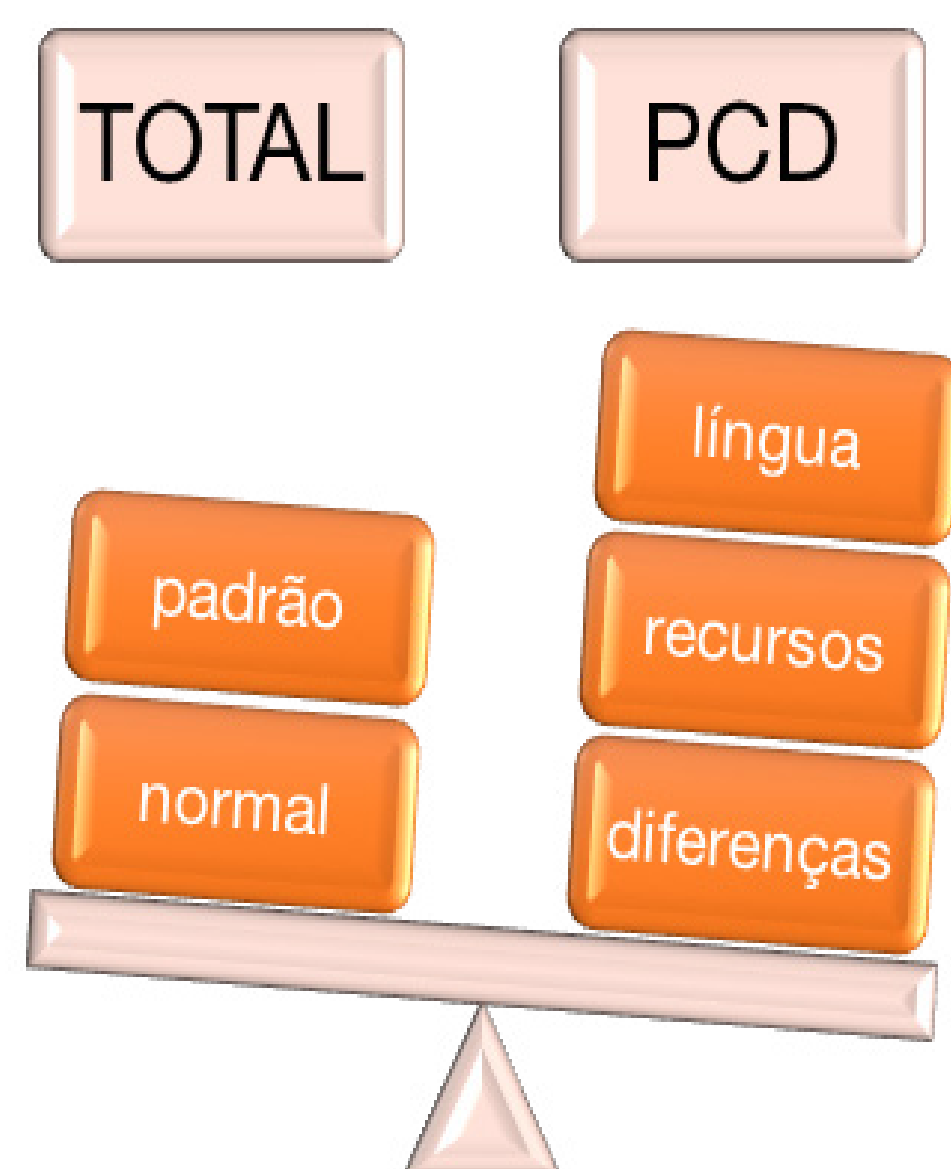 TOTAL
PCD
padrão
normal
língua
recursos
diferenças